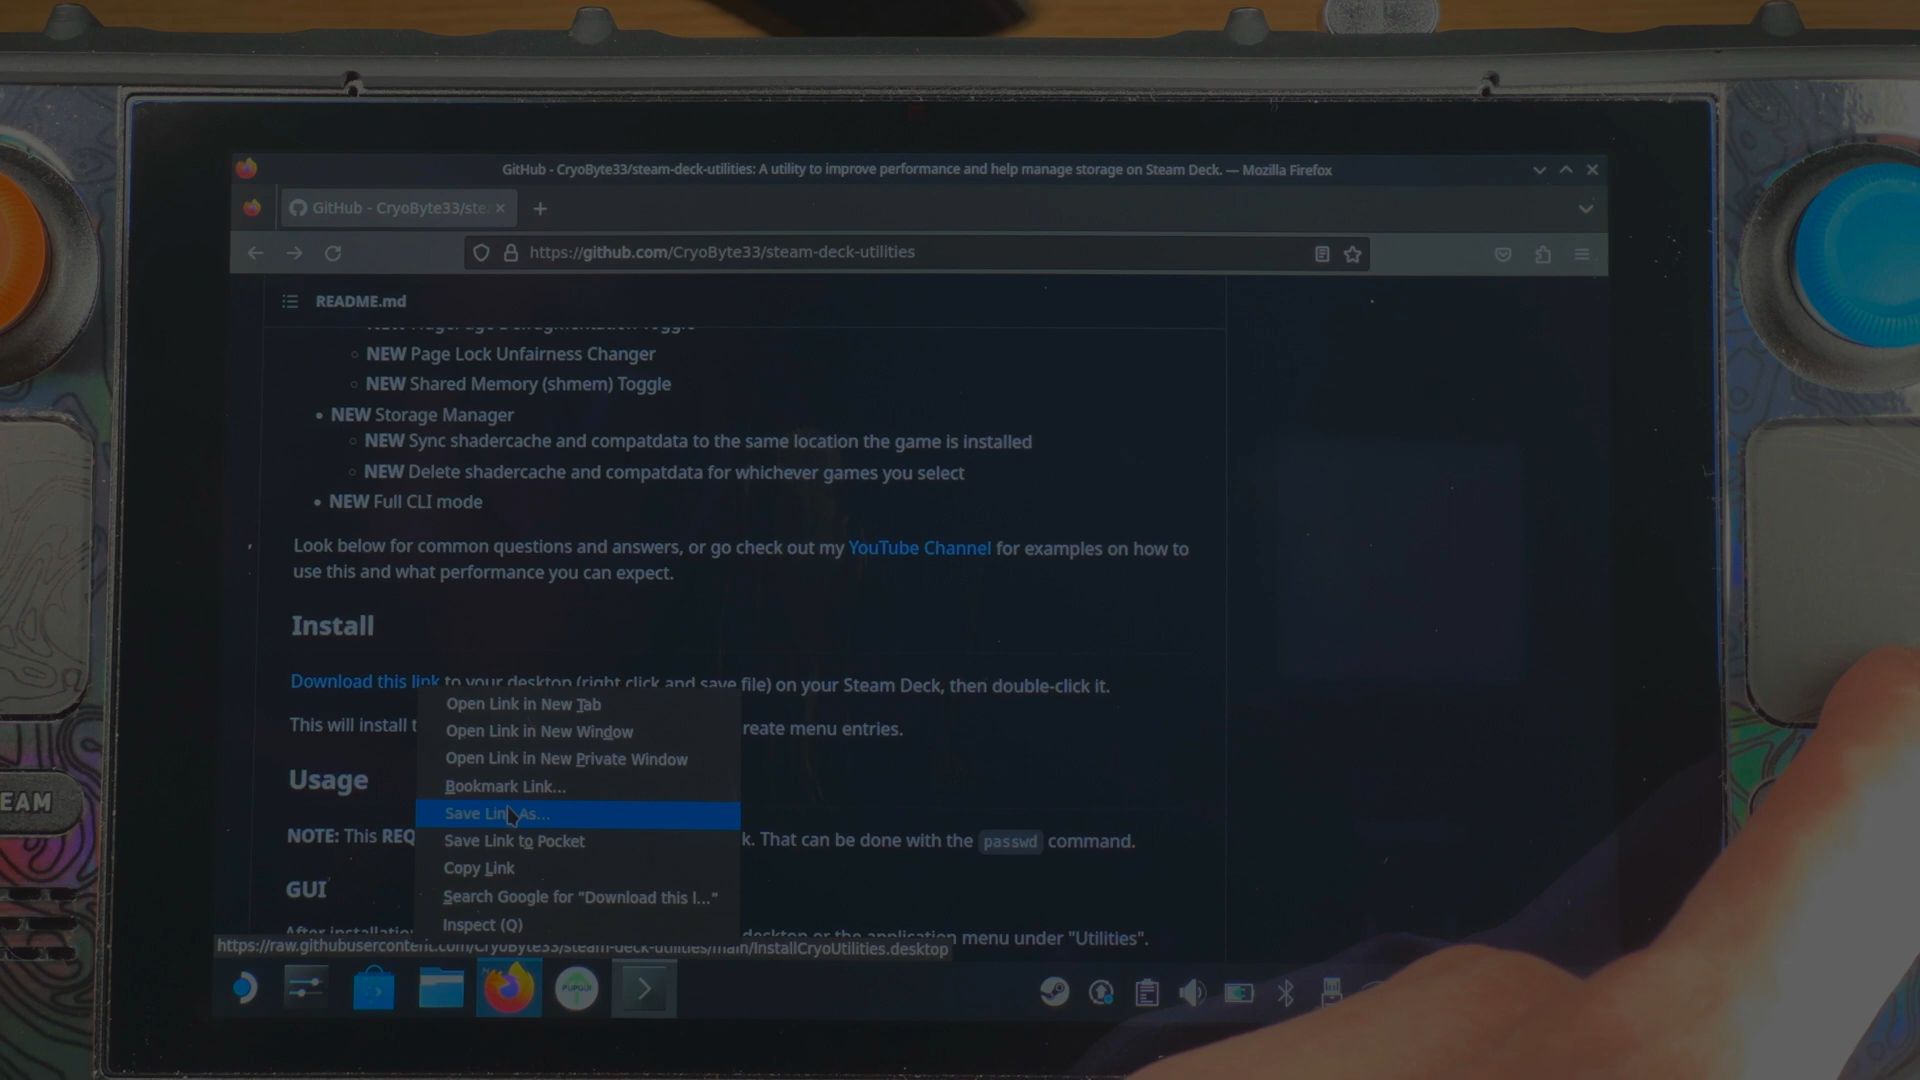 GitHub - CryoByte33/steam-deck-utilities: A utility to improve performance and help manage storage on Steam Deck. — Mozilla Firefox
GitHub - CryoByte33/ste
https://github.com/CryoByte33/steam-deck-utilities
README.md
NEW Toggle
NEW Page Lock Unfairness Changer
NEW Shared Memory (shmem) Toggle
NEW Storage Manager
NEW Sync shadercache and compatdata to the same location the game is installed
NEW Delete shadercache and compatdata for whichever games you select
NEW Full CLI mode
Look below for common questions and answers, or go check out my YouTube Channel for examples on how to
use this and what performance you can expect.
Install
Download this link to your desktop (right click and save file) on your Steam Deck, then double-click it.
Open Link in New Tab
This will install t reate menu entries.
Open Link in New Window
Open Link in New Private Window
Usage
Bookmark Link...
Save Link As...
NOTE: This REQ k. That can be done with the passwd command.
Save Link to Pocket
Copy Link
GUI
Search Google for "Download this l..."
Inspect (Q)
After installation desktop or the application menu under "Utilities".
https://raw.githubusercontent.com/CryoByte33/steam-deck-utilities/main/InstallCryoUtilities.desktop
EAM
PUPGUI